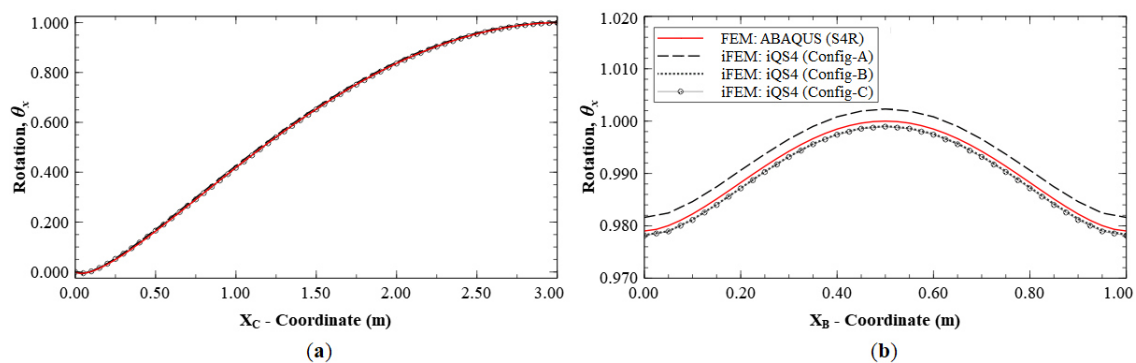 1.000
0.800
0.600
0.400
0.200
0.000
Rotation, θx
0.00 0.50 1.00 1.50 2.00 2.50 3.00
XC - Coordinate (m)
(a)
1.020
1.010
1.000
0.990
0.980
0.970
Rotation, θx
FEM: ABAQUS (S4R)
iFEM: iQS4 (Config-A)
iFEM: iQS4 (Config-B)
iFEM: iQS4 (Config-C)
0.00 0.20 0.40 0.60 0.80 1.00
XB - Coordinate (m)
(b)